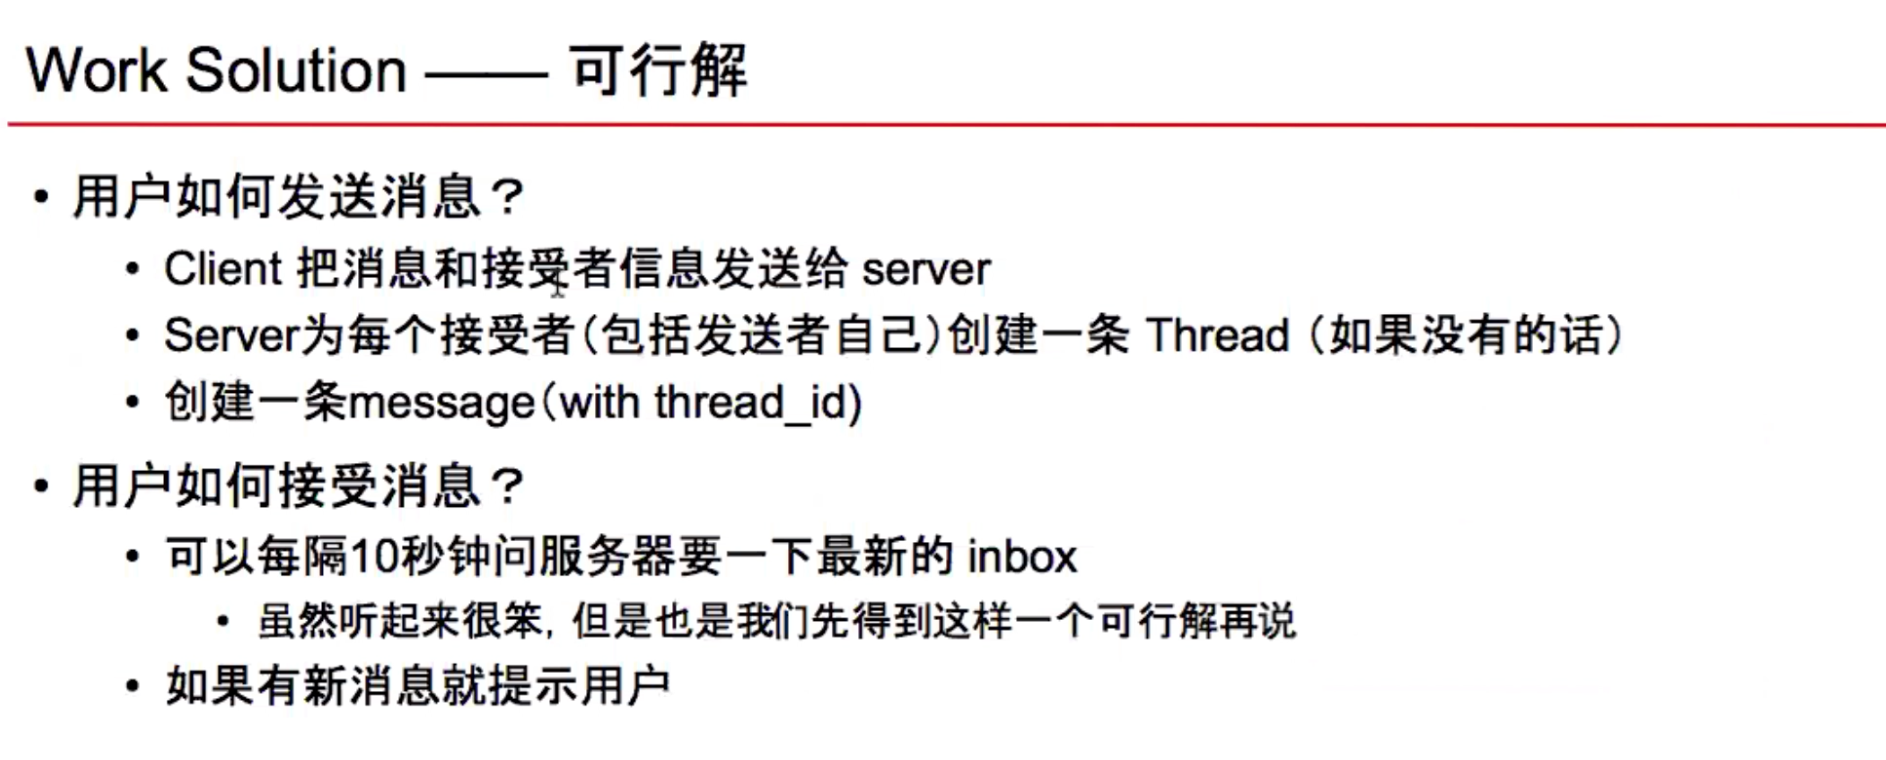 Work Solution —— 可行解
• 用户如何发送消息？
• Client 把消息和接受者信息发送给 server
• Server为每个接受者（包括发送者自己）创建一条 Thread（如果没有的话）
• 创建一条message（with thread_id)
• 用户如何接受消息？
• 可以每隔10秒钟问服务器要一下最新的 inbox
• 虽然听起来很笨，但是也是我们先得到这样一个可行解再说
• 如果有新消息就提示用户